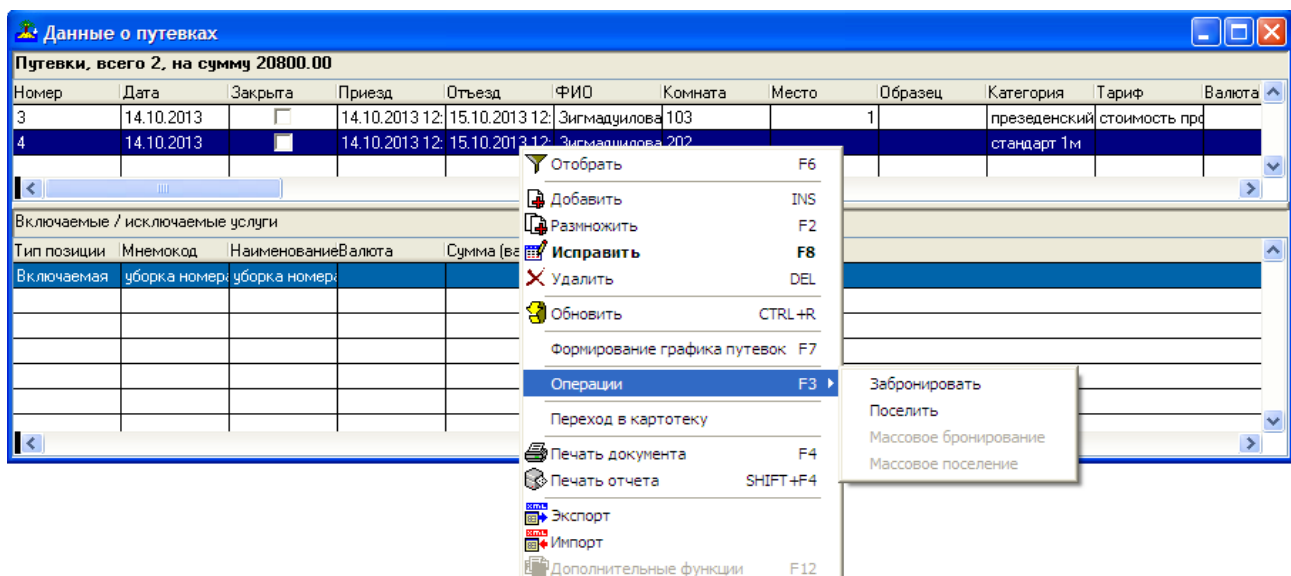 Данные о путевках
Путевки, всего 2, на сумму 20800.00
Номер Дата Закрыта Приезд Отъезд ФИО Комната Место Образец Категория Тариф Валюта
3 14.10.2013 14.10.2013 12: 15.10.2013 12: Зигмадуилова 103 1 презеденский стоимость про
4 14.10.2013 14.10.2013 12: 15.10.2013 12: Зигмадуилова 202 стандарт 1м
Включаемые / исключаемые услуги
Тип позиции Мнемокод Наименование Валюта Сумма (ва
Включаемая уборка номера уборка номера
Отобрать F6
Добавить INS
Размножить F2
Исправить F8
Удалить DEL
Обновить CTRL+R
Формирование графика путевок F7
Операции F3
Переход в картотеку
Печать документа F4
Печать отчета SHIFT+F4
Экспорт
Импорт
Дополнительные функции F12
Забронировать
Поселить
Массовое бронирование
Массовое поселение